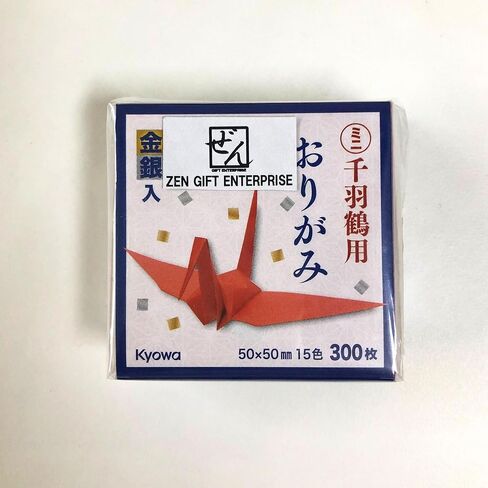 ミニ
千羽鶴用
おりがみ
金銀入
ぜん
GIFT ENTERPRISE
ZEN GIFT ENTERPRISE
Kyowa
50×50mm 15色 300枚